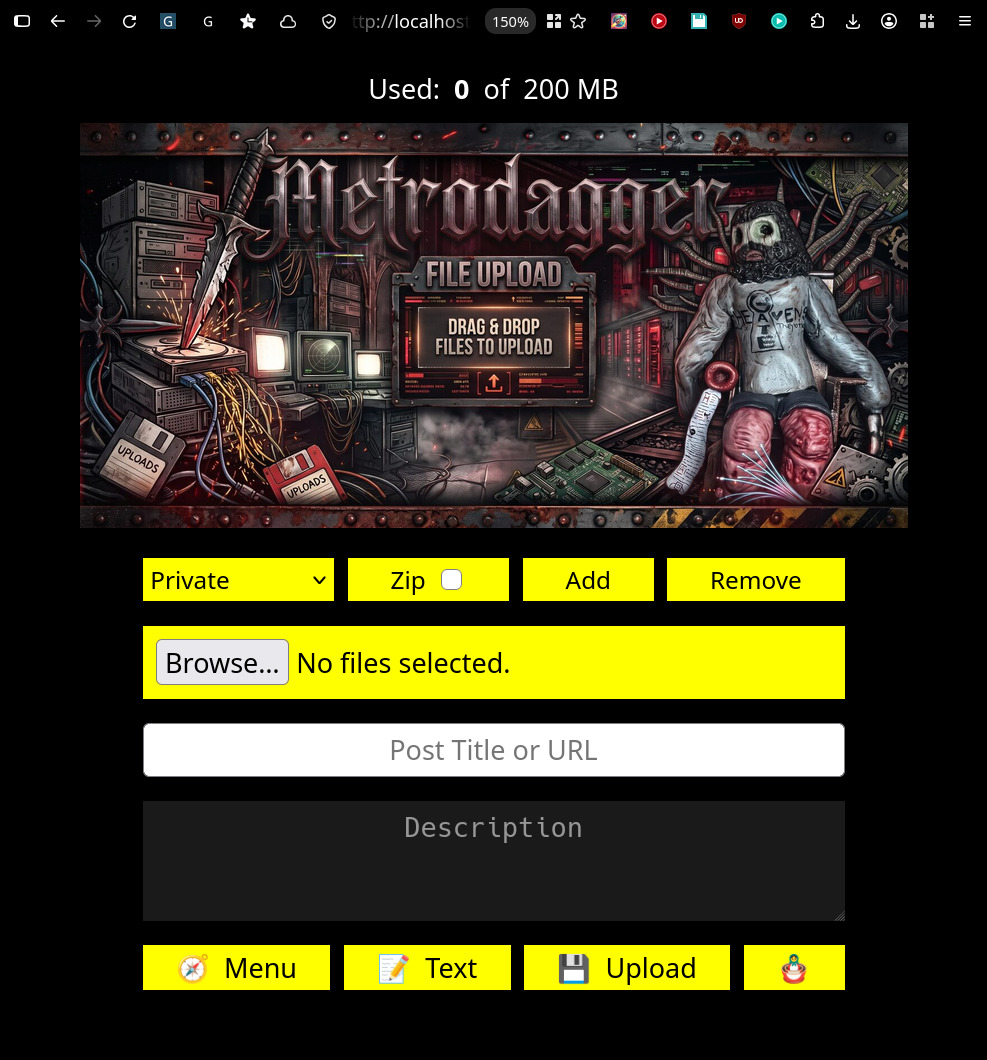 ttp://localhost
150%
Used: 0 of 200 MB
Metrodagger
FILE UPLOAD
DRAG & DROP
FILES TO UPLOAD
HEAVENS
UPLOADS
UPLOADS
Private
Zip
Add
Remove
Browse... No files selected.
Post Title or URL
Description
Menu
Text
Upload